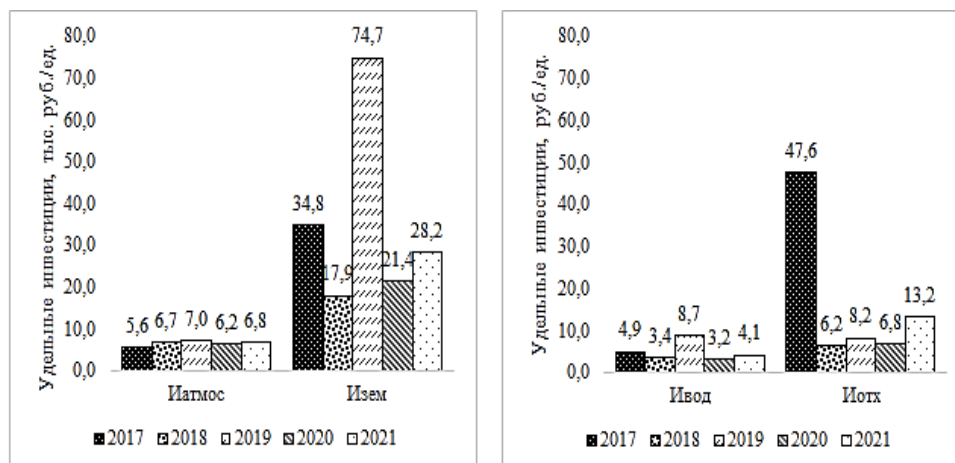 Удельные инвестиции, тыс. руб./ед.
80,0
70,0
60,0
50,0
40,0
30,0
20,0
10,0
0,0
5,6 6,7 7,0 6,2 6,8
34,8 17,9 74,7 21,4 28,2
Иатмос Изем
2017 2018 2019 2020 2021
Удельные инвестиции, руб./ед.
80,0
70,0
60,0
50,0
40,0
30,0
20,0
10,0
0,0
4,9 3,4 8,7 3,2 4,1
47,6 6,2 8,2 6,8 13,2
Ивод Иотх
2017 2018 2019 2020 2021